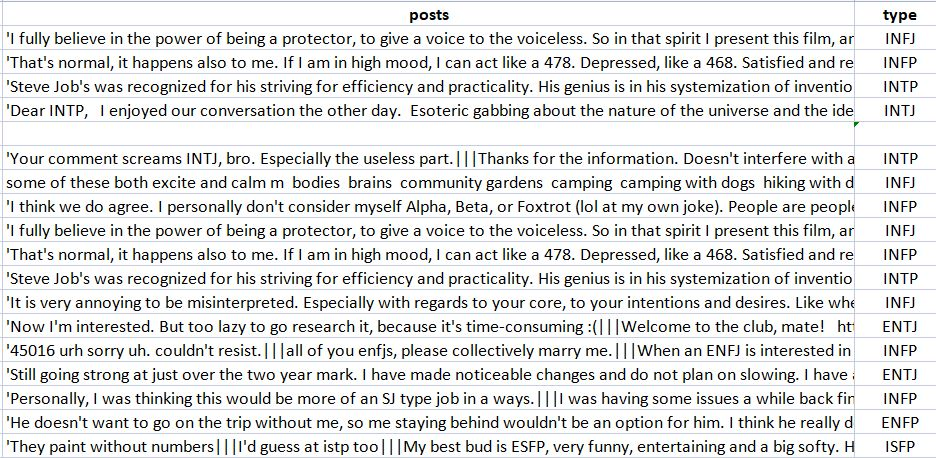 posts type
'I fully believe in the power of being a protector, to give a voice to the voiceless. So in that spirit I present this film, an INFJ
'That's normal, it happens also to me. If I am in high mood, I can act like a 478. Depressed, like a 468. Satisfied and re INFP
'Steve Job's was recognized for his striving for efficiency and practicality. His genius is in his systemization of inventio INTP
'Dear INTP,   I enjoyed our conversation the other day.  Esoteric gabbing about the nature of the universe and the ide INTJ
'Your comment screams INTJ, bro. Especially the useless part.|||Thanks for the information. Doesn't interfere with a INTP
some of these both excite and calm m  bodies  brains  community gardens  camping  camping with dogs  hiking with d INFJ
'I think we do agree. I personally don't consider myself Alpha, Beta, or Foxtrot (lol at my own joke). People are people INFP
'I fully believe in the power of being a protector, to give a voice to the voiceless. So in that spirit I present this film, an INFJ
'That's normal, it happens also to me. If I am in high mood, I can act like a 478. Depressed, like a 468. Satisfied and re INFP
'Steve Job's was recognized for his striving for efficiency and practicality. His genius is in his systemization of inventio INTP
'It is very annoying to be misinterpreted. Especially with regards to your core, to your intentions and desires. Like whe INFJ
'Now I'm interested. But too lazy to go research it, because it's time-consuming :(|||Welcome to the club, mate!   htt ENTJ
'45016 urh sorry uh. couldn't resist.|||all of you enfjs, please collectively marry me.|||When an ENFJ is interested in INFP
'Still going strong at just over the two year mark. I have made noticeable changes and do not plan on slowing. I have ENTJ
'Personally, I was thinking this would be more of an SJ type job in a ways.|||I was having some issues a while back fin INFP
'He doesn't want to go on the trip without me, so me staying behind wouldn't be an option for him. I think he really d ENFP
'They paint without numbers|||I'd guess at istp too|||My best bud is ESFP, very funny, entertaining and a big softy. H ISFP